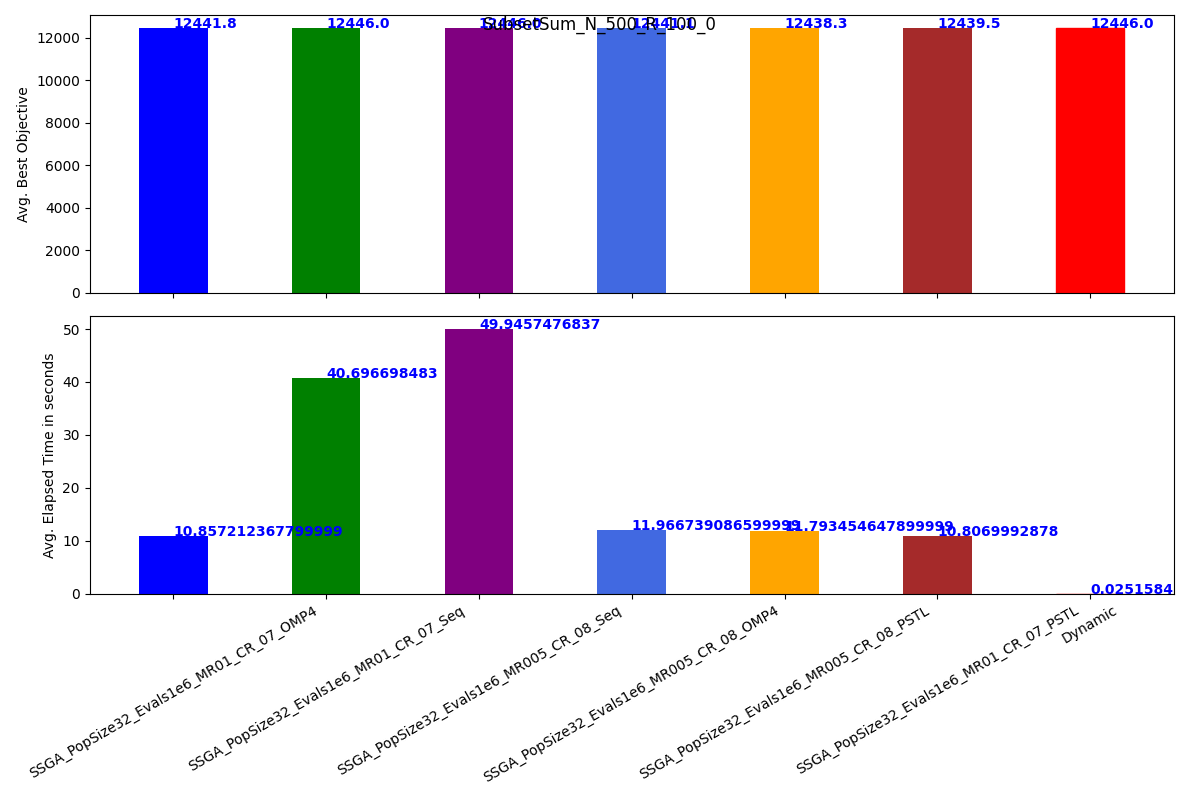 SubsetSum_N_500_R_100_0
12441.8
12446.0
12446.0
12441.1
12438.3
12439.5
12446.0
Avg. Best Objective
12000
10000
8000
6000
4000
2000
0
10.857212367799999
40.696698483
49.9457476837
11.966739086599999
11.793454647899999
10.8069992878
0.0251584
Avg. Elapsed Time in seconds
50
40
30
20
10
0
SSGA_PopSize32_Evals1e6_MR01_CR_07_OMP4
SSGA_PopSize32_Evals1e6_MR01_CR_07_Seq
SSGA_PopSize32_Evals1e6_MR005_CR_08_Seq
SSGA_PopSize32_Evals1e6_MR005_CR_08_OMP4
SSGA_PopSize32_Evals1e6_MR005_CR_08_PSTL
SSGA_PopSize32_Evals1e6_MR01_CR_07_PSTL
Dynamic